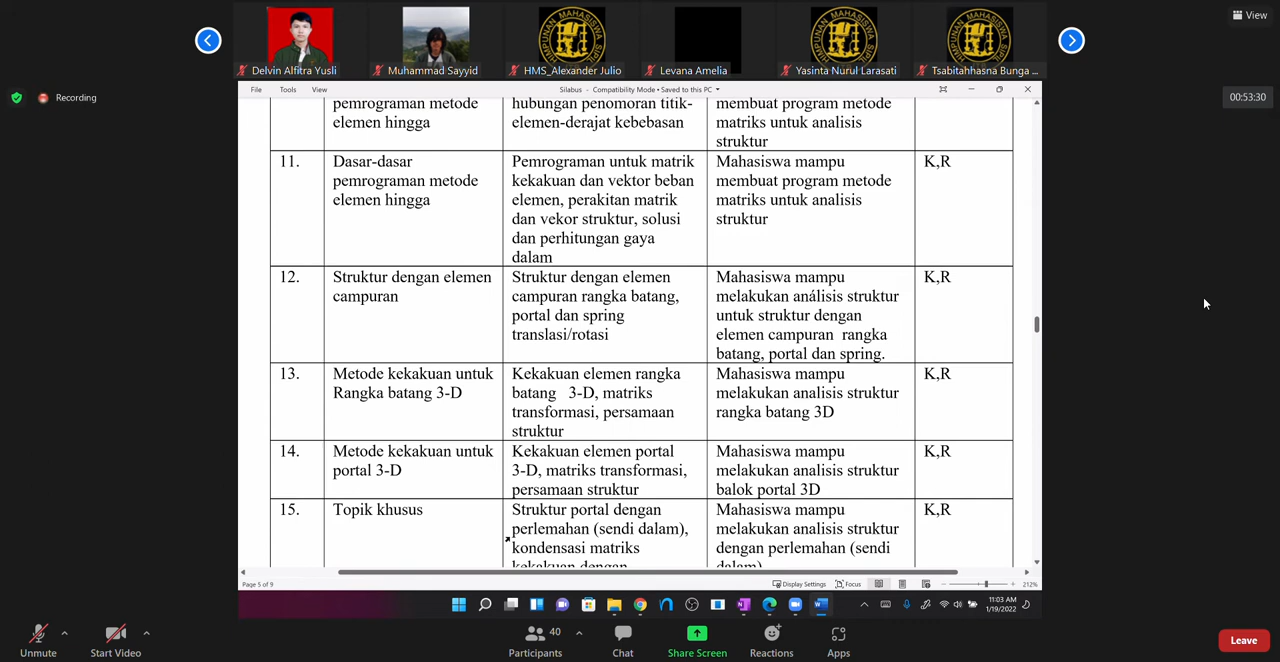 View
Delvin Alfitra Yusli
Muhammad Sayyid
HMS_Alexander Julio
Levana Amelia
Yasinta Nurul Larasati
Tsabitahhasna Bunga ...
Recording
00:53:30
File Tools View
Silabus - Compatibility Mode • Saved to this PC
pemrograman metode
elemen hingga
hubungan penomoran titik-
elemen-derajat kebebasan
membuat program metode
matriks untuk analisis
struktur
11.
Dasar-dasar
pemrograman metode
elemen hingga
Pemrograman untuk matrik
kekakuan dan vektor beban
elemen, perakitan matrik
dan vekor struktur, solusi
dan perhitungan gaya
dalam
Mahasiswa mampu
membuat program metode
matriks untuk analisis
struktur
K,R
12.
Struktur dengan elemen
campuran
Struktur dengan elemen
campuran rangka batang,
portal dan spring
translasi/rotasi
Mahasiswa mampu
melakukan análisis struktur
untuk struktur dengan
elemen campuran rangka
batang, portal dan spring.
K,R
13.
Metode kekakuan untuk
Rangka batang 3-D
Kekakuan elemen rangka
batang 3-D, matriks
transformasi, persamaan
struktur
Mahasiswa mampu
melakukan analisis struktur
rangka batang 3D
K,R
14.
Metode kekakuan untuk
portal 3-D
Kekakuan elemen portal
3-D, matriks transformasi,
persamaan struktur
Mahasiswa mampu
melakukan analisis struktur
balok portal 3D
K,R
15.
Topik khusus
Struktur portal dengan
perlemahan (sendi dalam),
kondensasi matriks
kekakuan dengan
Mahasiswa mampu
melakukan analisis struktur
dengan perlemahan (sendi
dalam)
K,R
Page 5 of 9
Display Settings
Focus
212%
11:03 AM
1/19/2022
Unmute
Start Video
40
Participants
Chat
Share Screen
Reactions
Apps
Leave